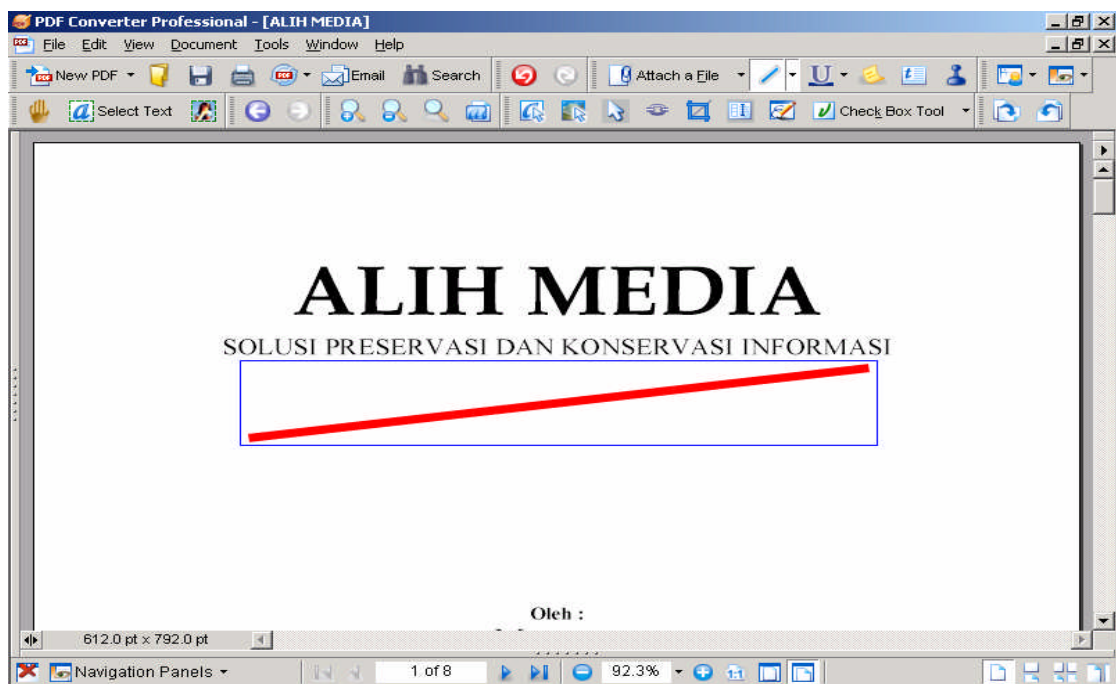 PDF Converter Professional - [ALIH MEDIA]
File Edit View Document Tools Window Help
New PDF Email Search Attach a File U
Select Text Check Box Tool
ALIH MEDIA
SOLUSI PRESERVASI DAN KONSERVASI INFORMASI
Oleh :
612.0 pt x 792.0 pt
Navigation Panels 1 of 8 92.3%